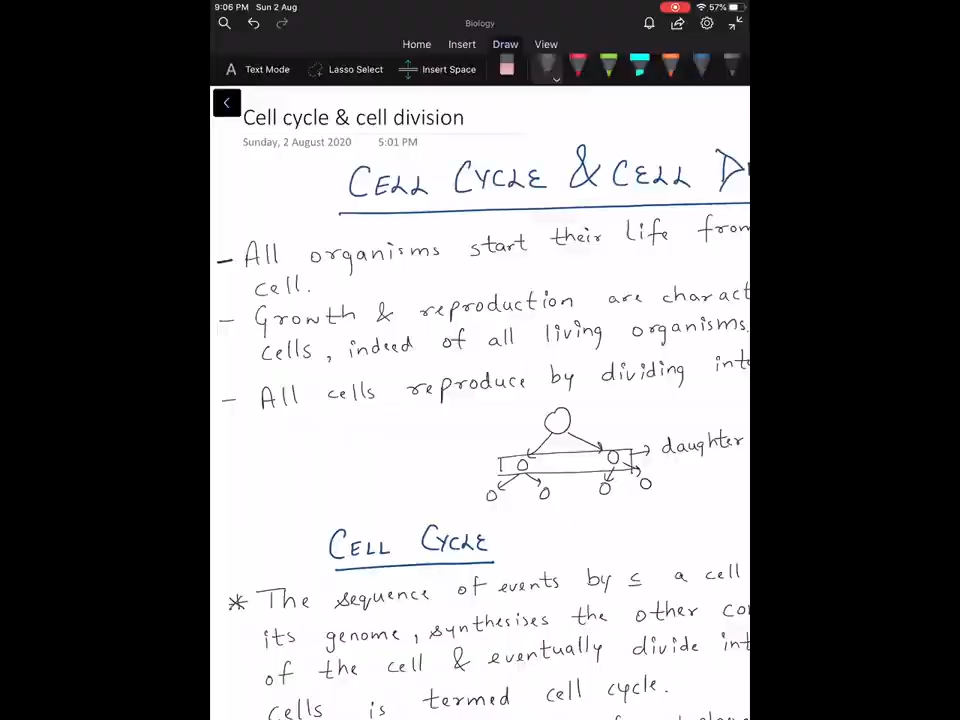 9:06 PM Sun 2 Aug 57%
Biology
Home Insert Draw View
A Text Mode Lasso Select Insert Space
Cell cycle & cell division
Sunday, 2 August 2020 5:01 PM
CELL CYCLE & CELL D
- All organisms start their life from
cell.
- Growth & reproduction are charact
cells, indeed of all living organisms.
- All cells reproduce by dividing into
daughter
CELL CYCLE
* The sequence of events by ≤ a cell
its genome, synthesises the other co
of the cell & eventually divide int
cells is termed cell cycle.